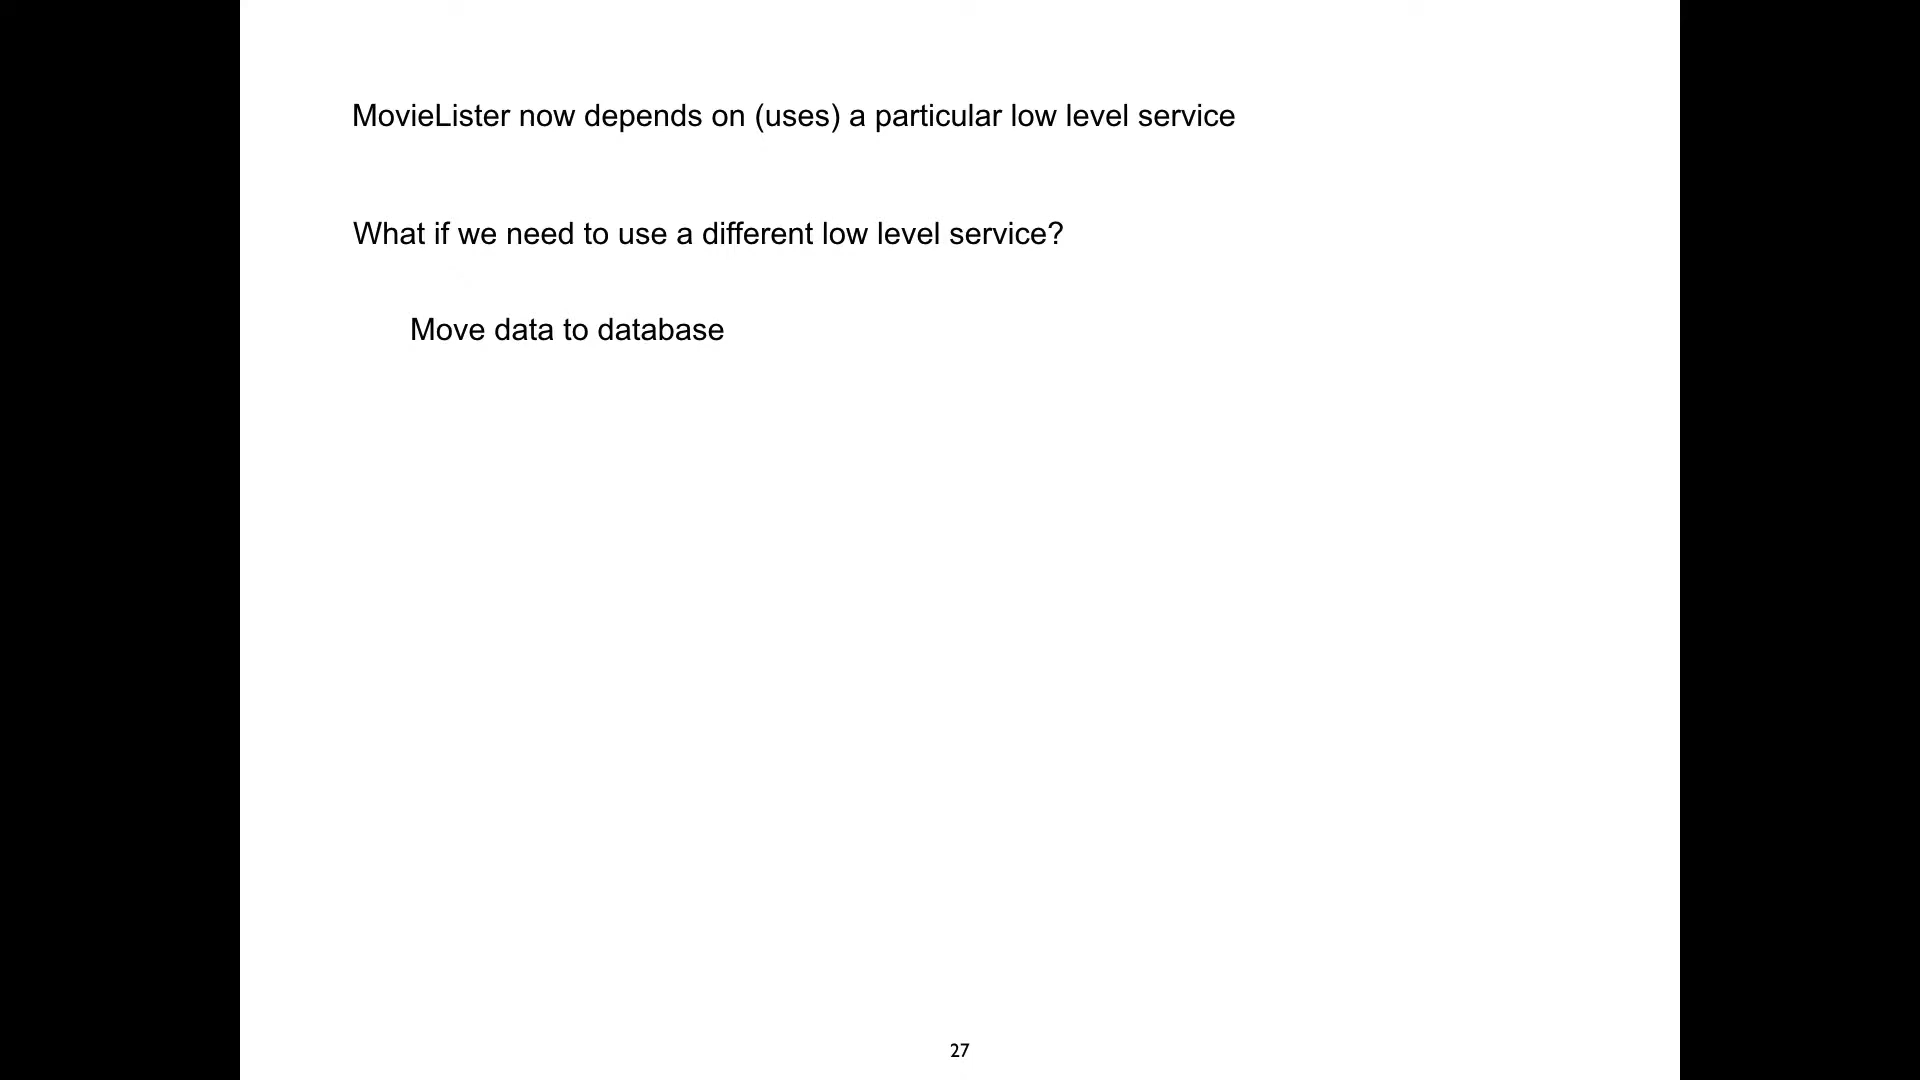 MovieLister now depends on (uses) a particular low level service
What if we need to use a different low level service?
Move data to database
27